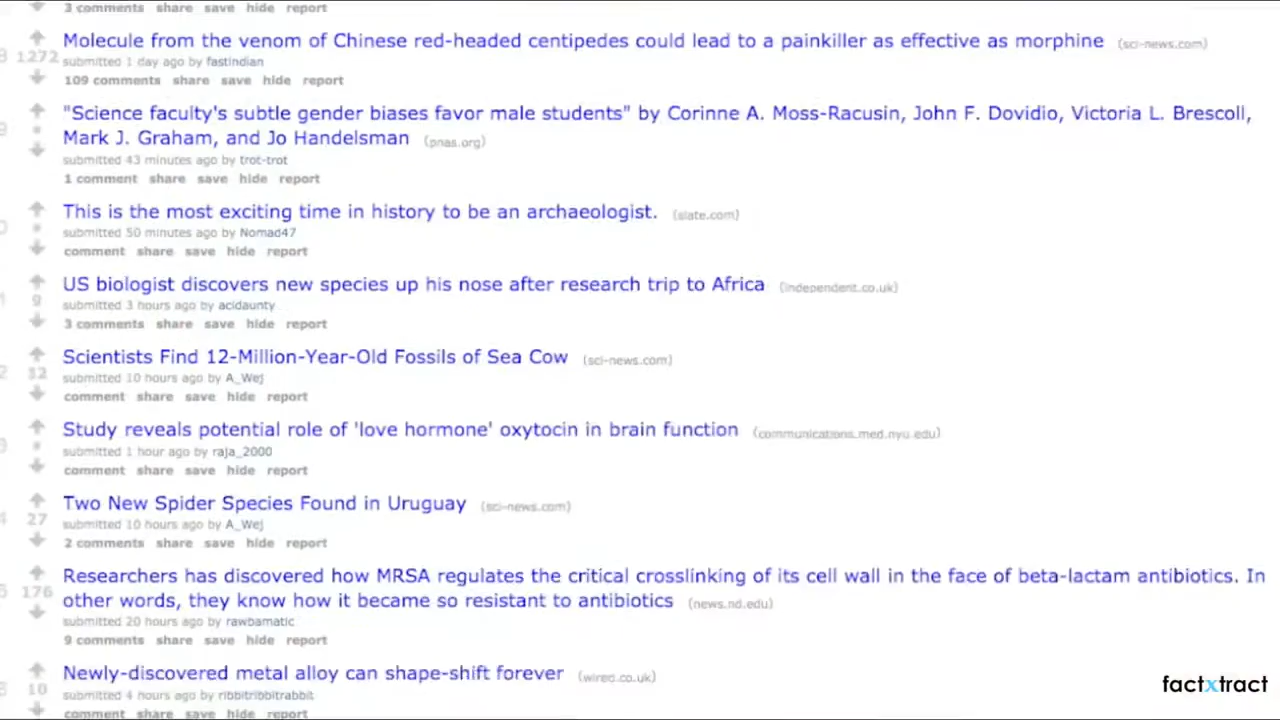 3 comments share save hide report
Molecule from the venom of Chinese red-headed centipedes could lead to a painkiller as effective as morphine (sci-news.com)
1272 submitted 1 day ago by fastindian
109 comments share save hide report
"Science faculty's subtle gender biases favor male students" by Corinne A. Moss-Racusin, John F. Dovidio, Victoria L. Brescoll,
Mark J. Graham, and Jo Handelsman (pnas.org)
submitted 43 minutes ago by trot-trot
1 comment share save hide report
This is the most exciting time in history to be an archaeologist. (slate.com)
submitted 50 minutes ago by Nomad47
comment share save hide report
US biologist discovers new species up his nose after research trip to Africa (independent.co.uk)
9 submitted 3 hours ago by acidaunty
3 comments share save hide report
Scientists Find 12-Million-Year-Old Fossils of Sea Cow (sci-news.com)
12 submitted 10 hours ago by A_Wej
comment share save hide report
Study reveals potential role of 'love hormone' oxytocin in brain function (communications.med.nyu.edu)
submitted 1 hour ago by raja_2000
comment share save hide report
Two New Spider Species Found in Uruguay (sci-news.com)
27 submitted 10 hours ago by A_Wej
2 comments share save hide report
Researchers has discovered how MRSA regulates the critical crosslinking of its cell wall in the face of beta-lactam antibiotics. In
176 other words, they know how it became so resistant to antibiotics (news.nd.edu)
submitted 20 hours ago by rawbamatic
9 comments share save hide report
Newly-discovered metal alloy can shape-shift forever (wired.co.uk)
10 submitted 4 hours ago by ribbitribbitrabbit
comment share save hide report
factxtract